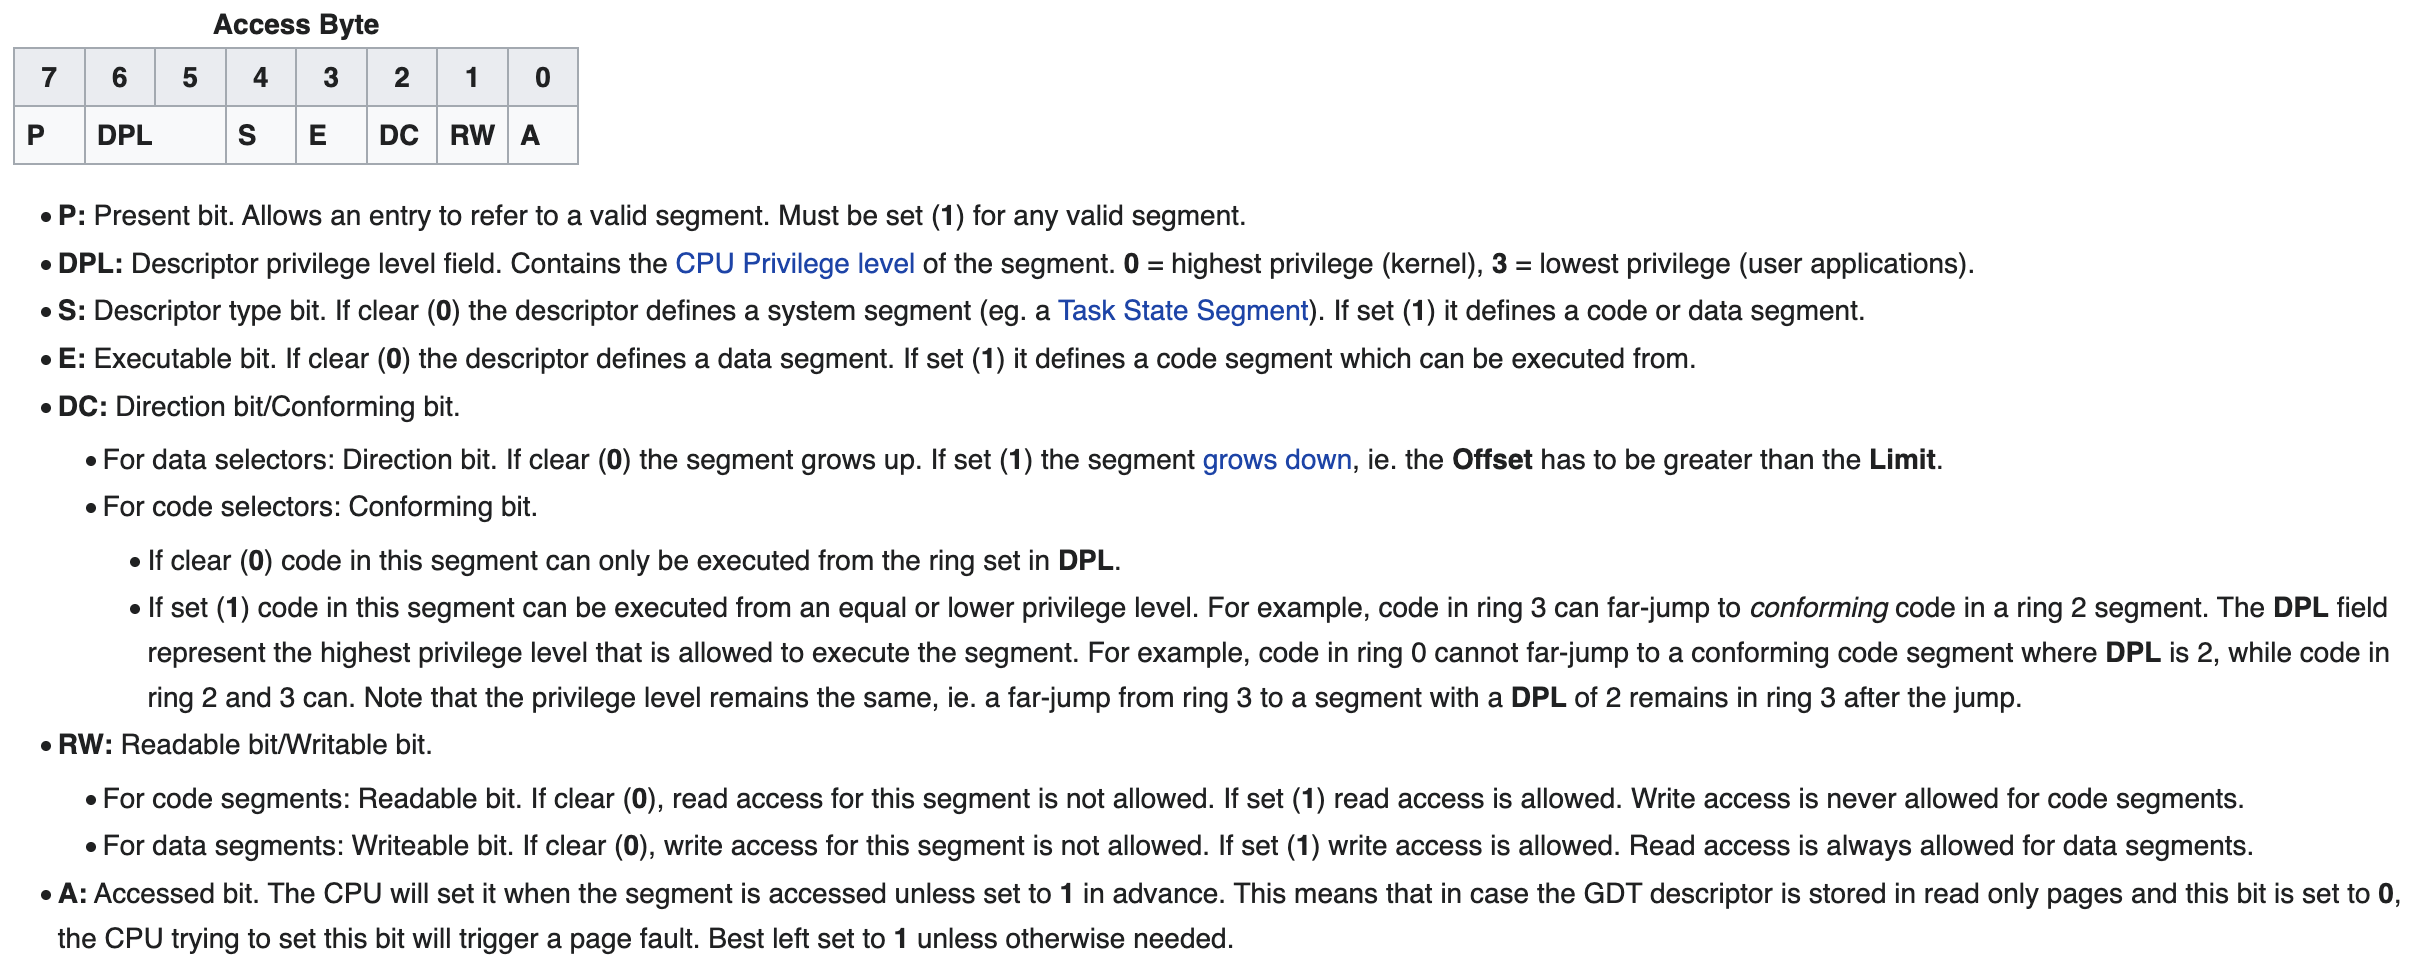 Access Byte
7 6 5 4 3 2 1 0
P DPL S E DC RW A
• P: Present bit. Allows an entry to refer to a valid segment. Must be set (1) for any valid segment.
• DPL: Descriptor privilege level field. Contains the CPU Privilege level of the segment. 0 = highest privilege (kernel), 3 = lowest privilege (user applications).
• S: Descriptor type bit. If clear (0) the descriptor defines a system segment (eg. a Task State Segment). If set (1) it defines a code or data segment.
• E: Executable bit. If clear (0) the descriptor defines a data segment. If set (1) it defines a code segment which can be executed from.
• DC: Direction bit/Conforming bit.
• For data selectors: Direction bit. If clear (0) the segment grows up. If set (1) the segment grows down, ie. the Offset has to be greater than the Limit.
• For code selectors: Conforming bit.
• If clear (0) code in this segment can only be executed from the ring set in DPL.
• If set (1) code in this segment can be executed from an equal or lower privilege level. For example, code in ring 3 can far-jump to conforming code in a ring 2 segment. The DPL field
represent the highest privilege level that is allowed to execute the segment. For example, code in ring 0 cannot far-jump to a conforming code segment where DPL is 2, while code in
ring 2 and 3 can. Note that the privilege level remains the same, ie. a far-jump from ring 3 to a segment with a DPL of 2 remains in ring 3 after the jump.
• RW: Readable bit/Writable bit.
• For code segments: Readable bit. If clear (0), read access for this segment is not allowed. If set (1) read access is allowed. Write access is never allowed for code segments.
• For data segments: Writeable bit. If clear (0), write access for this segment is not allowed. If set (1) write access is allowed. Read access is always allowed for data segments.
• A: Accessed bit. The CPU will set it when the segment is accessed unless set to 1 in advance. This means that in case the GDT descriptor is stored in read only pages and this bit is set to 0,
the CPU trying to set this bit will trigger a page fault. Best left set to 1 unless otherwise needed.